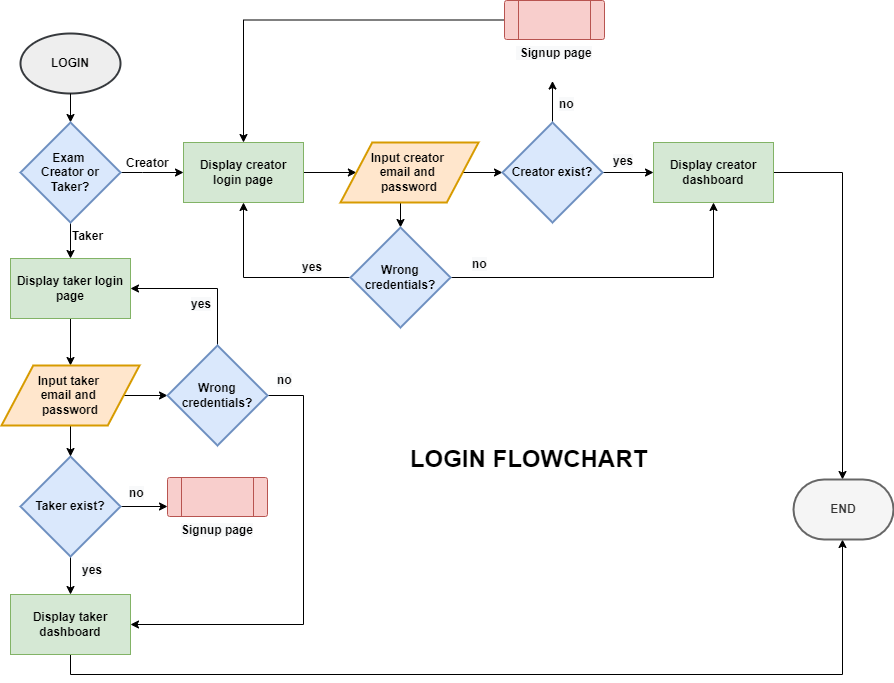 Signup page
LOGIN
no
Exam
Creator or
Taker?
Creator
Display creator
login page
Input creator
email and
password
Creator exist?
yes
Display creator
dashboard
Taker
yes
Wrong
credentials?
no
Display taker login
page
yes
Input taker
email and
password
Wrong
credentials?
no
LOGIN FLOWCHART
Taker exist?
no
Signup page
END
yes
Display taker
dashboard